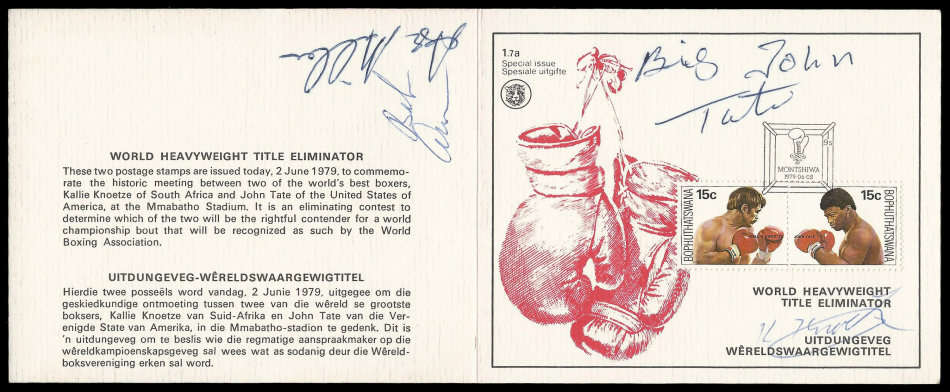 WORLD HEAVYWEIGHT TITLE ELIMINATOR
These two postage stamps are issued today, 2 June 1979, to commemo-
rate the historic meeting between two of the world's best boxers,
Kallie Knoetze of South Africa and John Tate of the United States of
America, at the Mmabatho Stadium. It is an eliminating contest to
determine which of the two will be the rightful contender for a world
championship bout that will be recognized as such by the World
Boxing Association.
UITDUNGEVEG-WÊRELDSWAARGEWIGTITEL
Hierdie twee posseëls word vandag, 2 Junie 1979, uitgegee om die
geskiedkundige ontmoeting tussen twee van die wêreld se grootste
boksers, Kallie Knoetze van Suid-Afrika en John Tate van die Ver-
enigde State van Amerika, in die Mmabatho-stadion te gedenk. Dit is
'n uitdungeveg om te beslis wie die regmatige aanspraakmaker op die
wêreldkampioenskapsgeveg sal wees wat as sodanig deur die Wêreld-
boksvereniging erken sal word.
1.7a
Special issue
Spesiale uitgifte
Big John
Tate
9s
MONTSHIWA
BOPHUTHATSWANA
15c
15c
BOPHUTHATSWANA
WORLD HEAVYWEIGHT
TITLE ELIMINATOR
UITDUNGEVEG
WÊRELDSWAARGEWIGTITEL